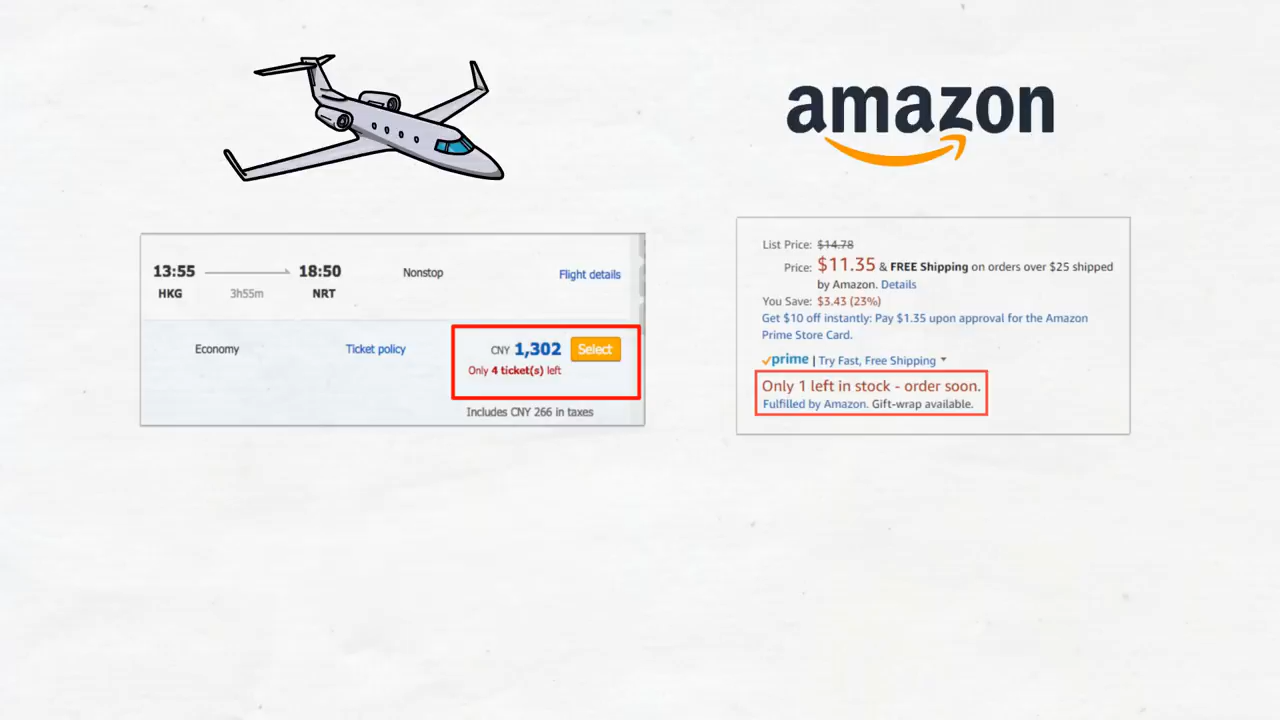 amazon
13:55
18:50
Nonstop
Flight details
HKG
3h55m
NRT
Economy
Ticket policy
CNY 1,302
Select
Only 4 ticket(s) left
Includes CNY 266 in taxes
List Price: $14.78
Price: $11.35 & FREE Shipping on orders over $25 shipped
by Amazon. Details
You Save: $3.43 (23%)
Get $10 off instantly: Pay $1.35 upon approval for the Amazon
Prime Store Card.
prime | Try Fast, Free Shipping
Only 1 left in stock - order soon.
Fulfilled by Amazon. Gift-wrap available.